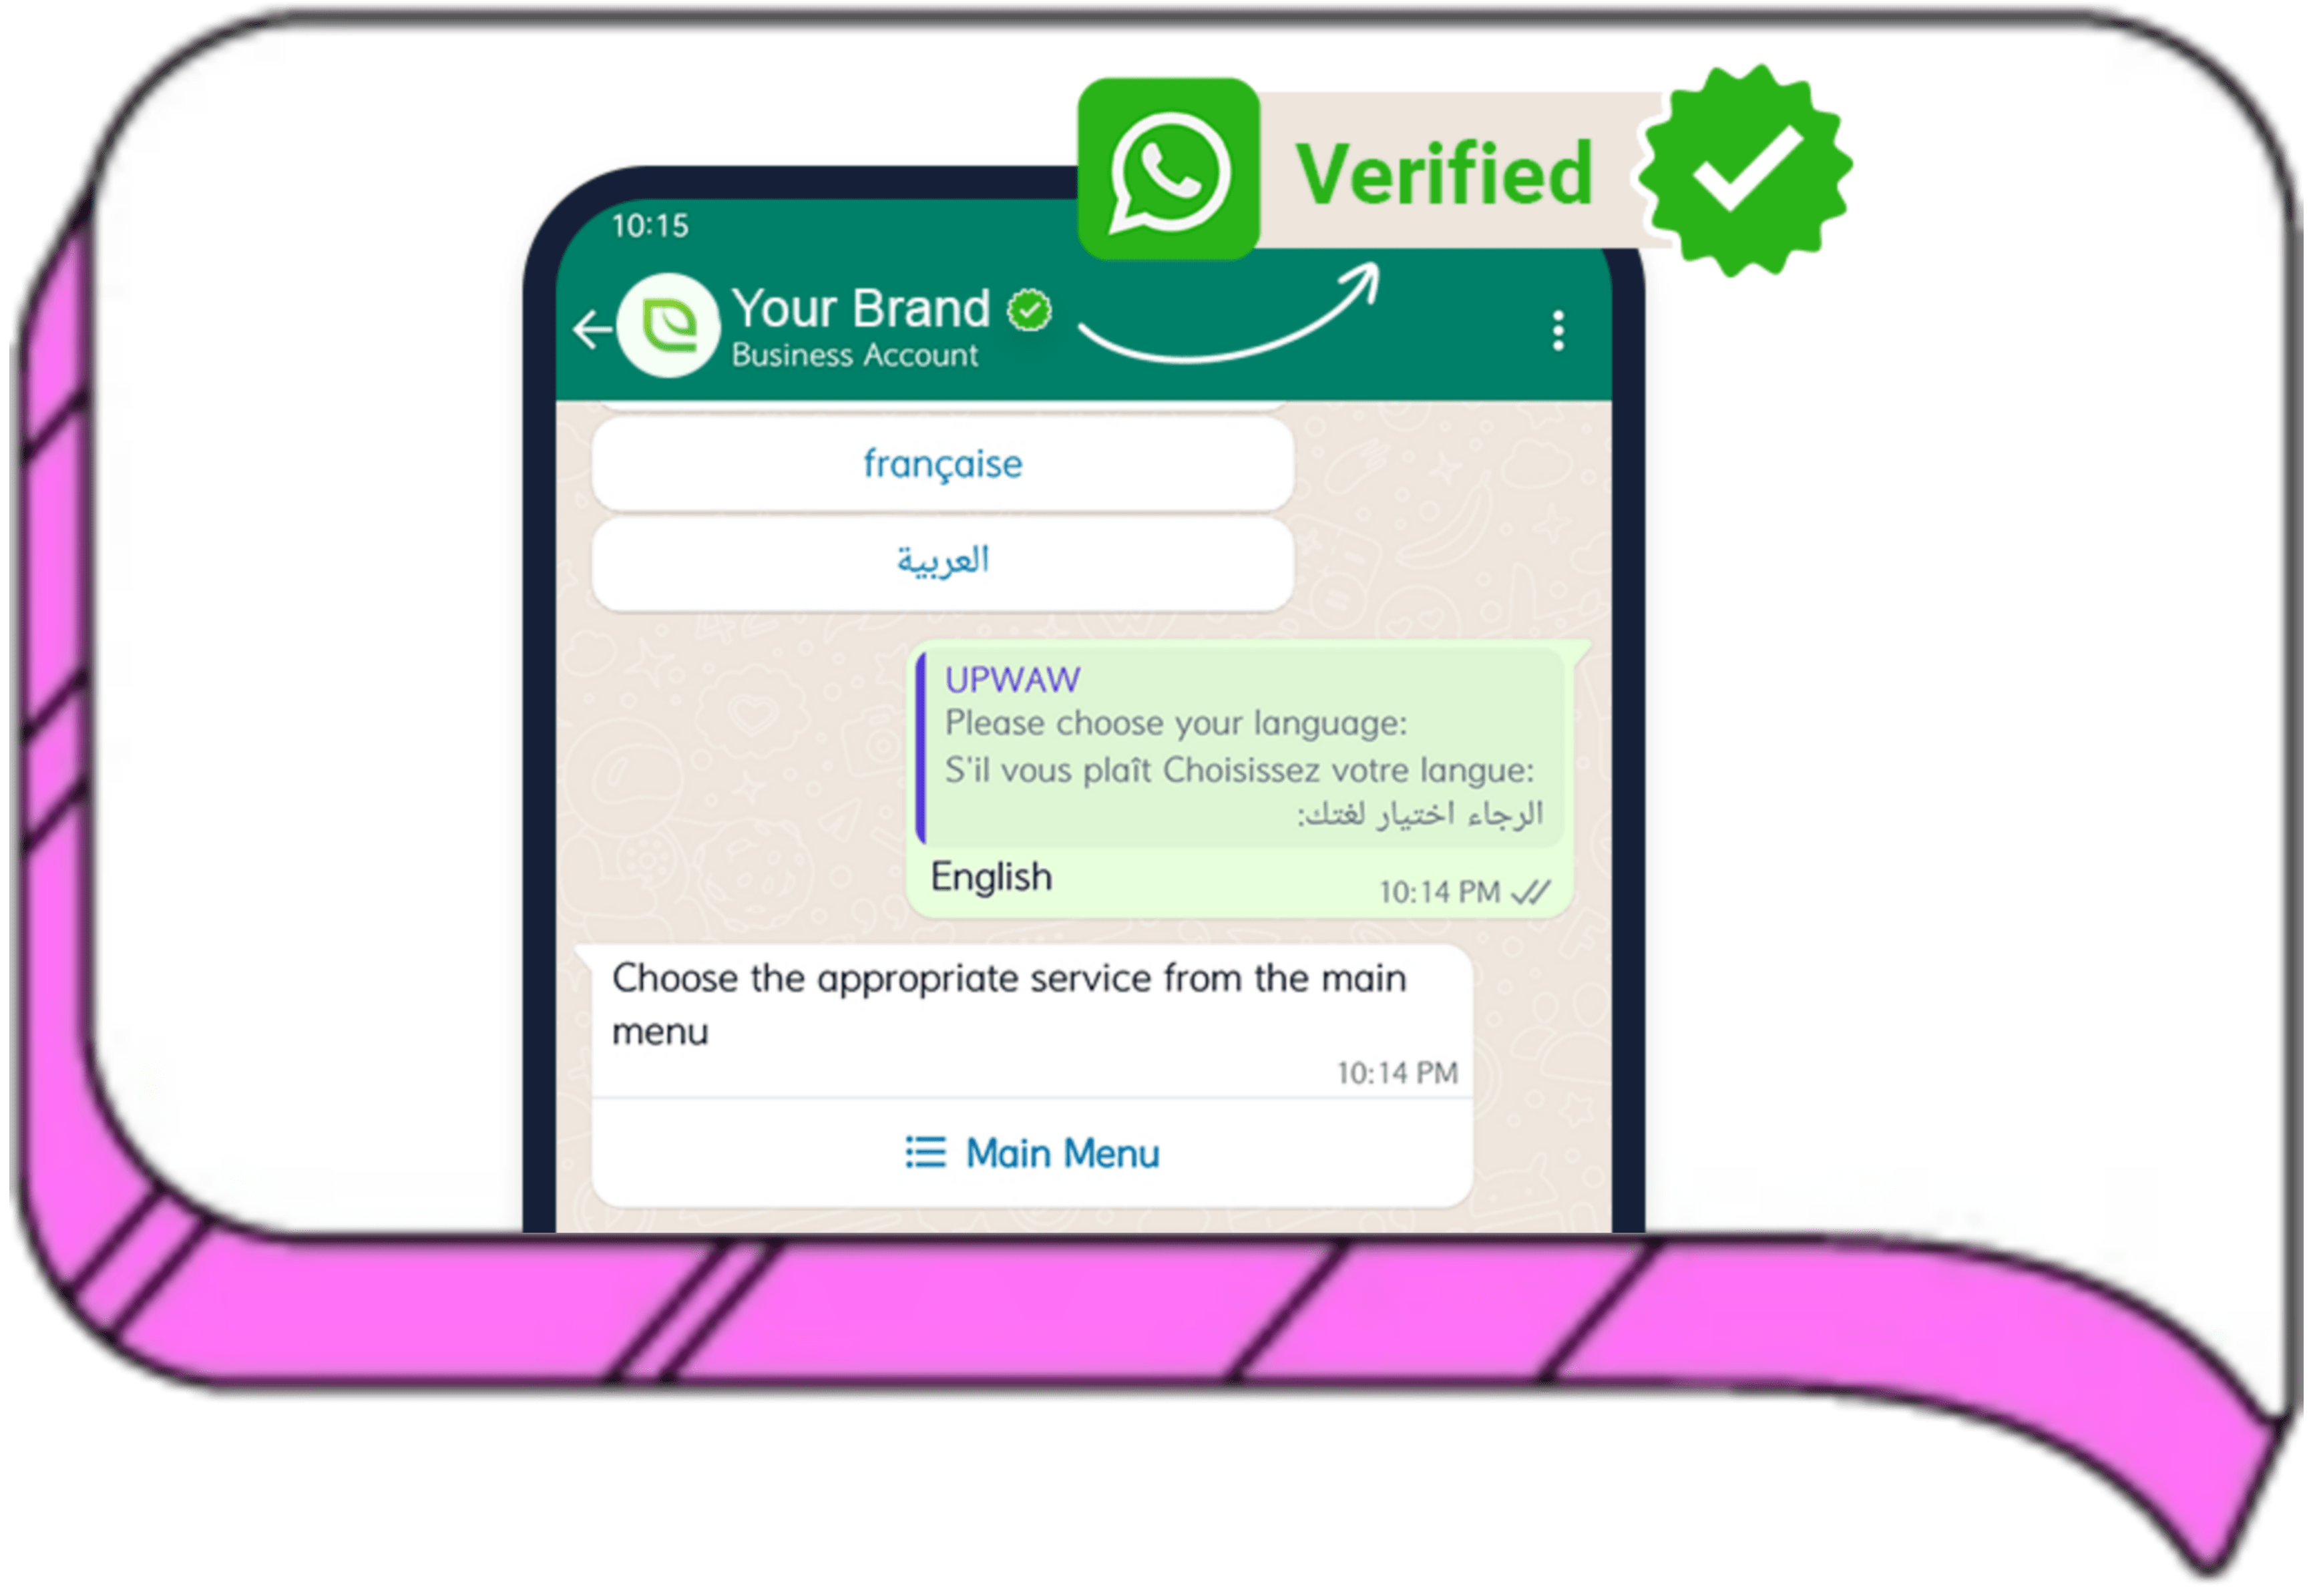 Verified
10:15
Your Brand
Business Account
française
العربية
UPWAW
Please choose your language:
S'il vous plaît Choisissez votre langue:
الرجاء اختيار لغتك:
English
10:14 PM
Choose the appropriate service from the main
menu
10:14 PM
Main Menu